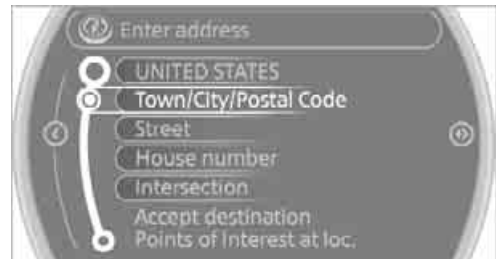 Enter address
UNITED STATES
Town/City/Postal Code
Street
House number
Intersection
Accept destination
Points of Interest at loc.